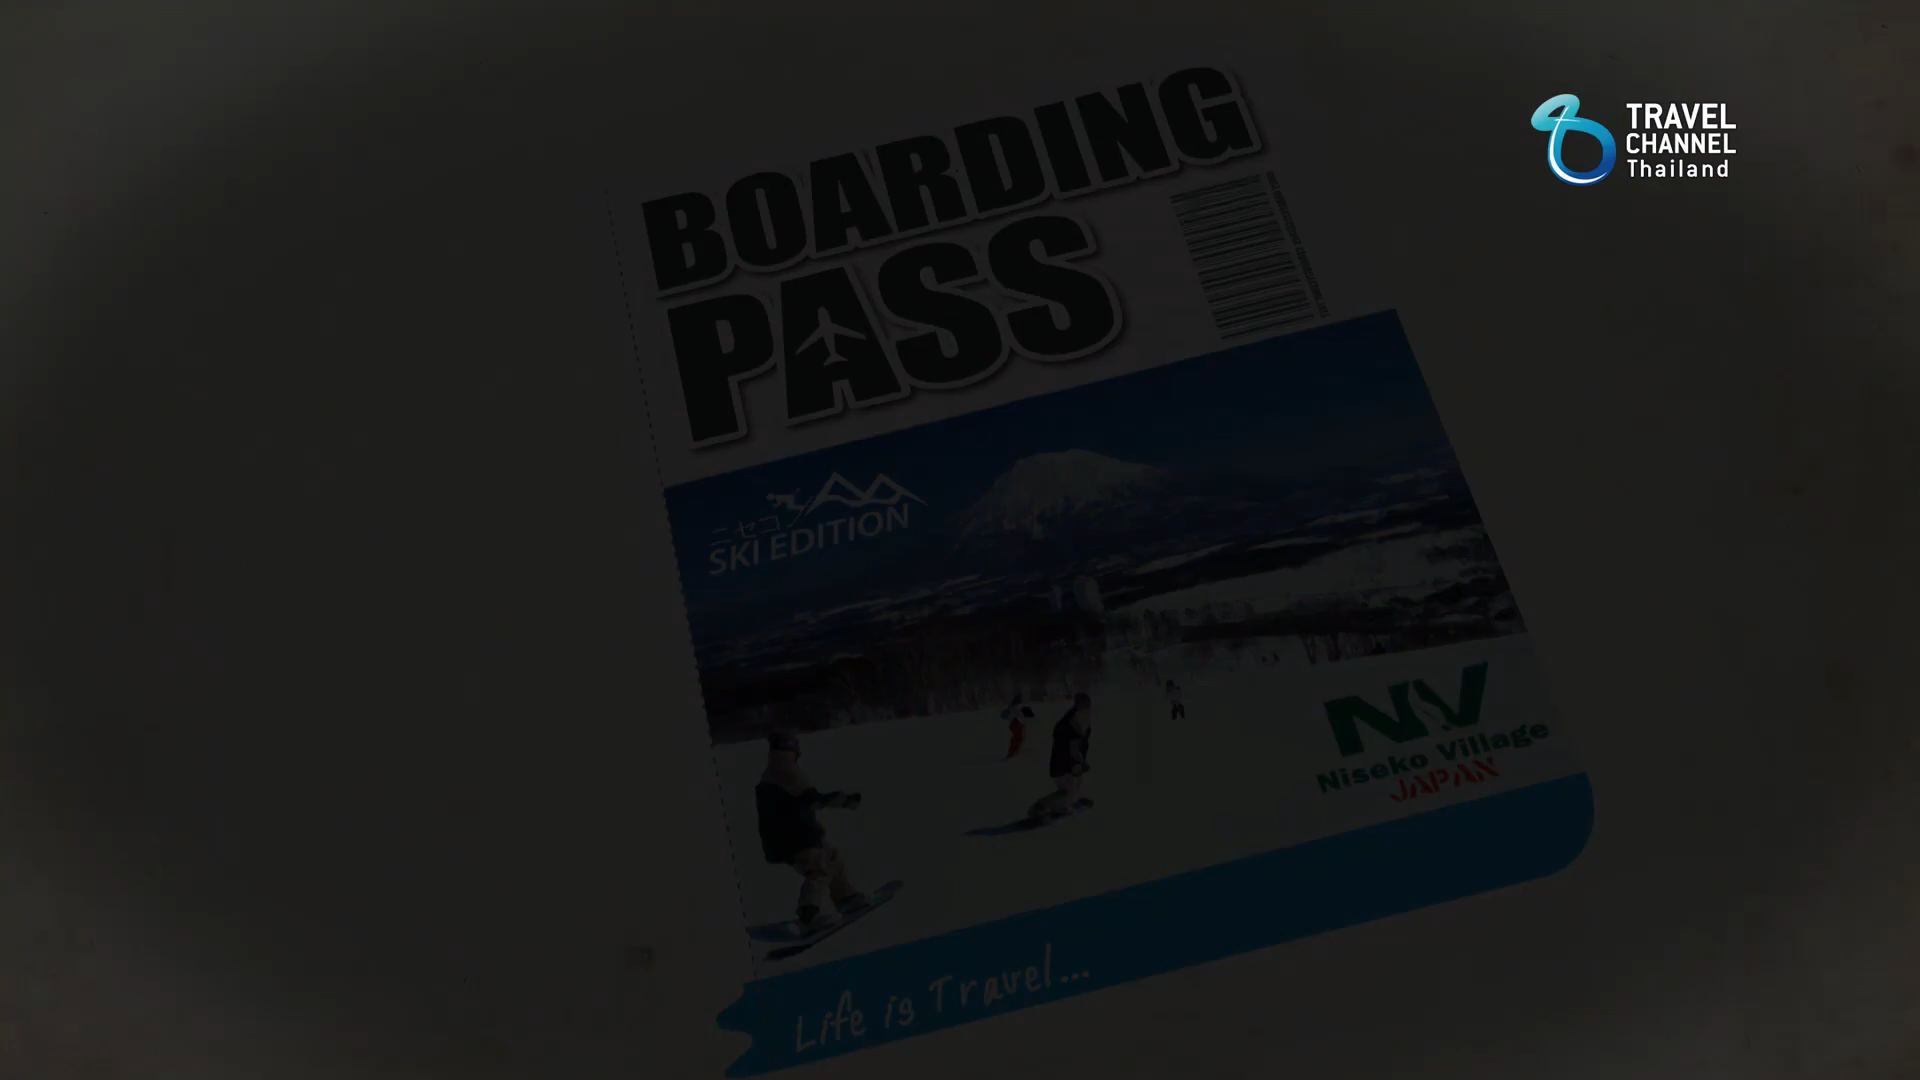 BOARDING
PASS
ニセコ
SKI EDITION
NV
Niseko Village
JAPAN
Life is Travel...
TRAVEL
CHANNEL
Thailand